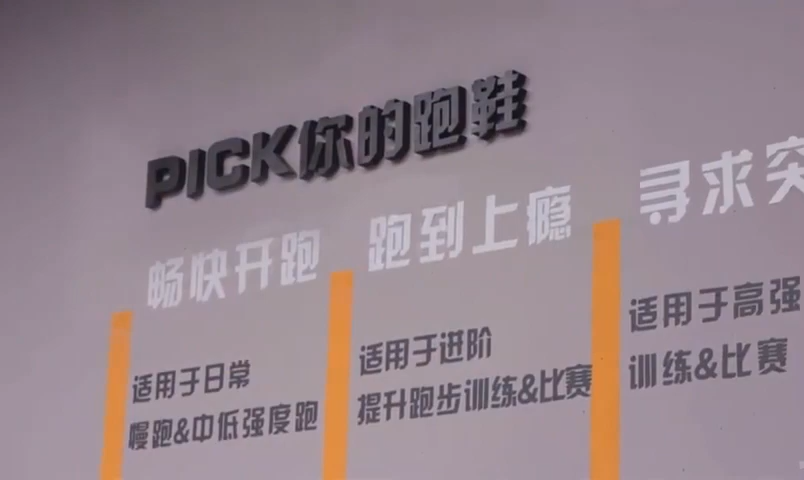 PICK你的跑鞋
畅快开跑
适用于日常
慢跑&中低强度跑
跑到上瘾
适用于进阶
提升跑步训练&比赛
寻求突
适用于高强
训练&比赛